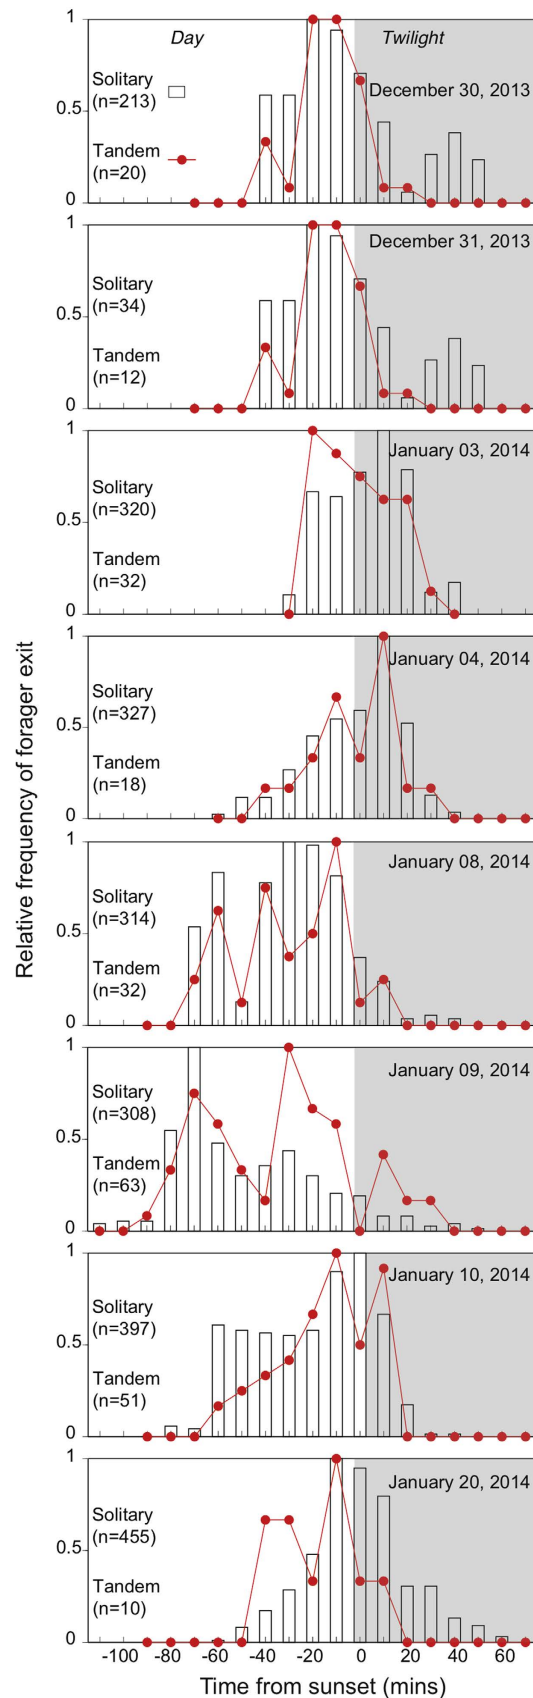 Relative frequency of forager exit
Day
Twilight
1
0.5
0
Solitary
(n=213)
Tandem
(n=20)
December 30, 2013
1
0.5
0
Solitary
(n=34)
Tandem
(n=12)
December 31, 2013
1
0.5
0
Solitary
(n=320)
Tandem
(n=32)
January 03, 2014
1
0.5
0
Solitary
(n=327)
Tandem
(n=18)
January 04, 2014
1
0.5
0
Solitary
(n=314)
Tandem
(n=32)
January 08, 2014
1
0.5
0
Solitary
(n=308)
Tandem
(n=63)
January 09, 2014
1
0.5
0
Solitary
(n=397)
Tandem
(n=51)
January 10, 2014
1
0.5
0
Solitary
(n=455)
Tandem
(n=10)
January 20, 2014
-100 -80 -60 -40 -20 0 20 40 60
Time from sunset (mins)